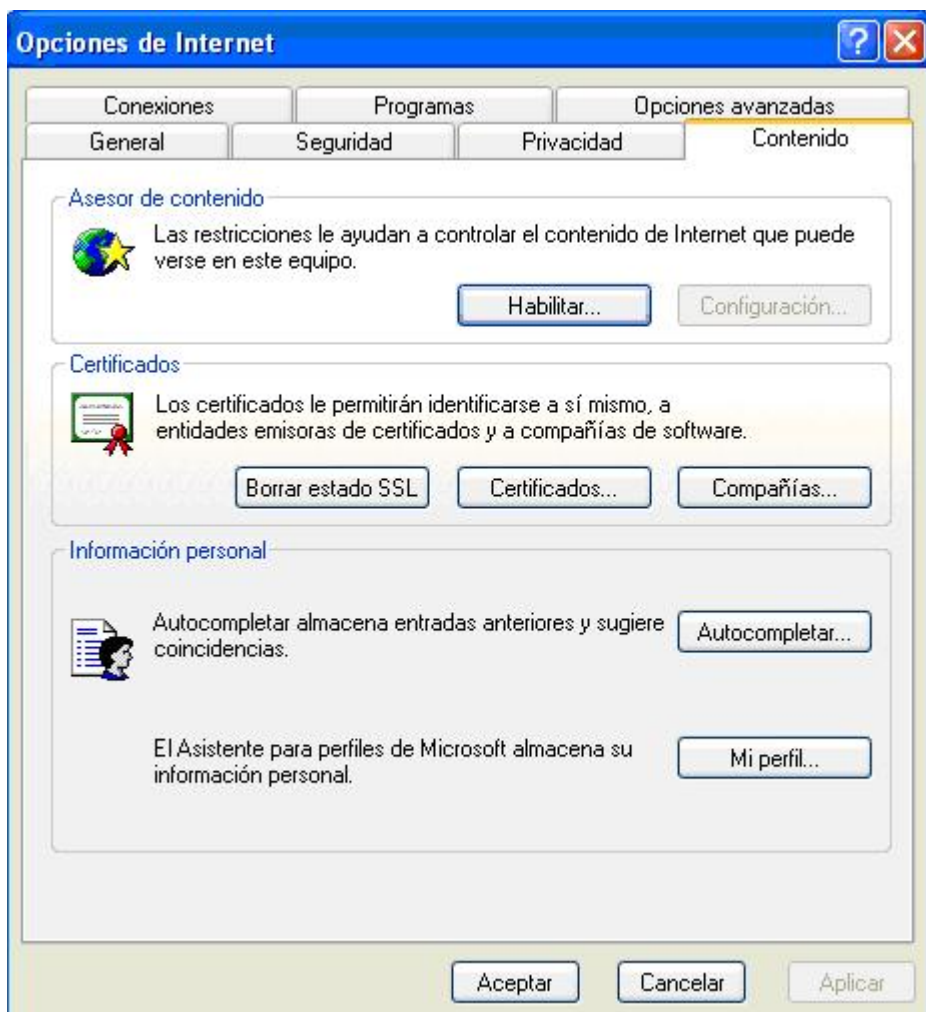 Opciones de Internet
Conexiones Programas Opciones avanzadas
General Seguridad Privacidad Contenido
Asesor de contenido
Las restricciones le ayudan a controlar el contenido de Internet que puede
verse en este equipo.
Habilitar... Configuración...
Certificados
Los certificados le permitirán identificarse a sí mismo, a
entidades emisoras de certificados y a compañías de software.
Borrar estado SSL Certificados... Compañías...
Información personal
Autocompletar almacena entradas anteriores y sugiere
coincidencias.
Autocompletar...
El Asistente para perfiles de Microsoft almacena su
información personal.
Mi perfil...
Aceptar Cancelar Aplicar